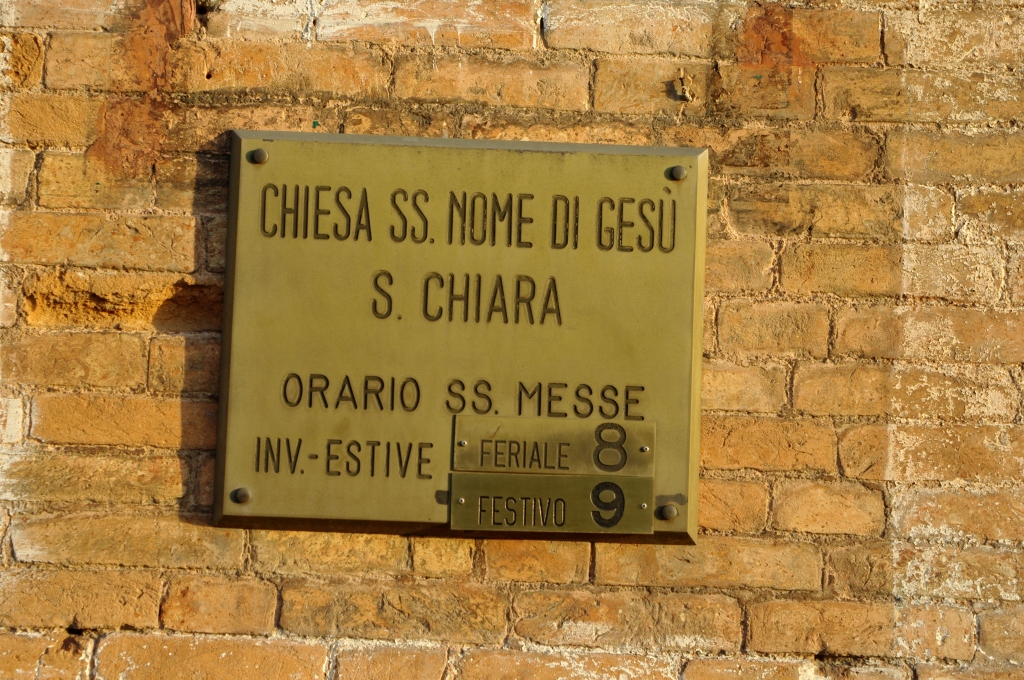 CHIESA SS. NOME DI GESÙ
S. CHIARA
ORARIO SS. MESSE
INV.-ESTIVE FERIALE 8
FESTIVO 9